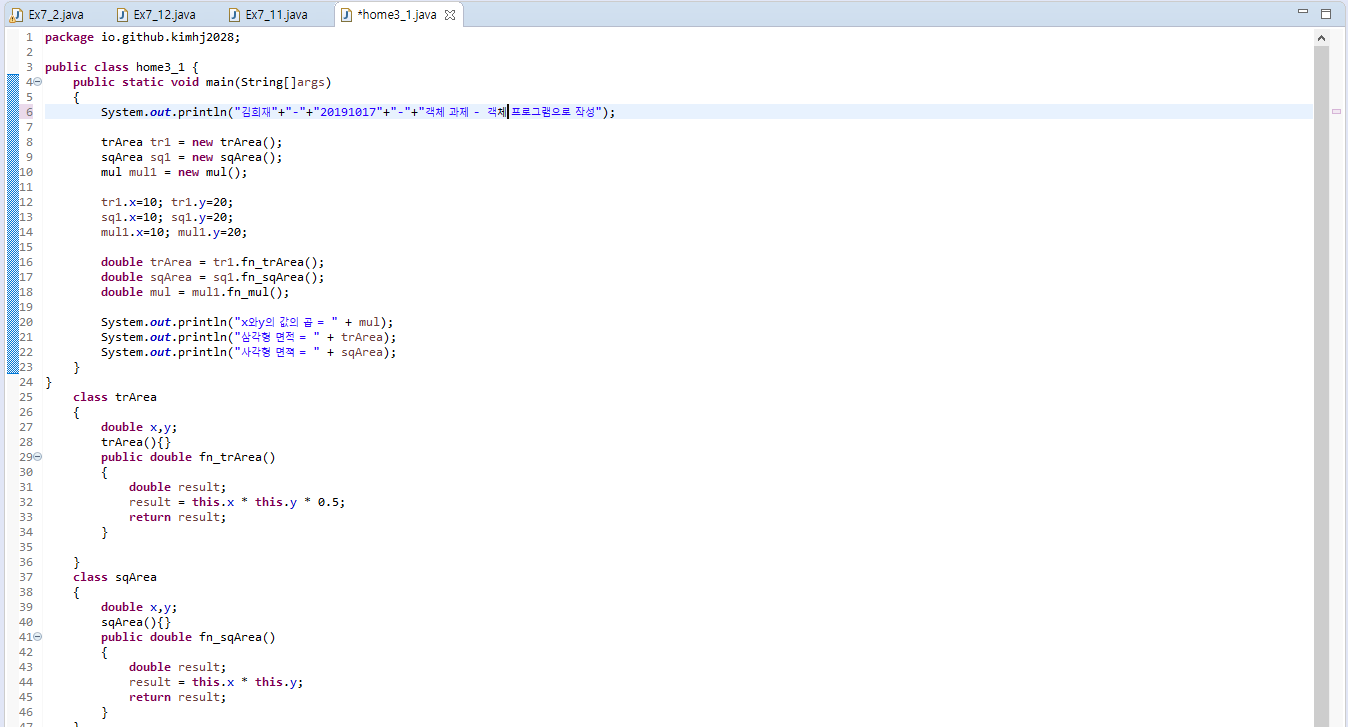 Ex7_2.java Ex7_12.java Ex7_11.java *home3_1.java
1 package io.github.kimhj2028;
2
3 public class home3_1 {
4 public static void main(String[]args)
5 {
6 System.out.println("김희재"+"-"+"20191017"+"-"+"객체 과제 - 객체 프로그램으로 작성");
7
8 trArea tr1 = new trArea();
9 sqArea sq1 = new sqArea();
10 mul mul1 = new mul();
11
12 tr1.x=10; tr1.y=20;
13 sq1.x=10; sq1.y=20;
14 mul1.x=10; mul1.y=20;
15
16 double trArea = tr1.fn_trArea();
17 double sqArea = sq1.fn_sqArea();
18 double mul = mul1.fn_mul();
19
20 System.out.println("x와y의 값의 곱 = " + mul);
21 System.out.println("삼각형 면적 = " + trArea);
22 System.out.println("사각형 면젹 = " + sqArea);
23 }
24 }
25 class trArea
26 {
27 double x,y;
28 trArea(){}
29 public double fn_trArea()
30 {
31 double result;
32 result = this.x * this.y * 0.5;
33 return result;
34 }
35
36 }
37 class sqArea
38 {
39 double x,y;
40 sqArea(){}
41 public double fn_sqArea()
42 {
43 double result;
44 result = this.x * this.y;
45 return result;
46 }
47 }